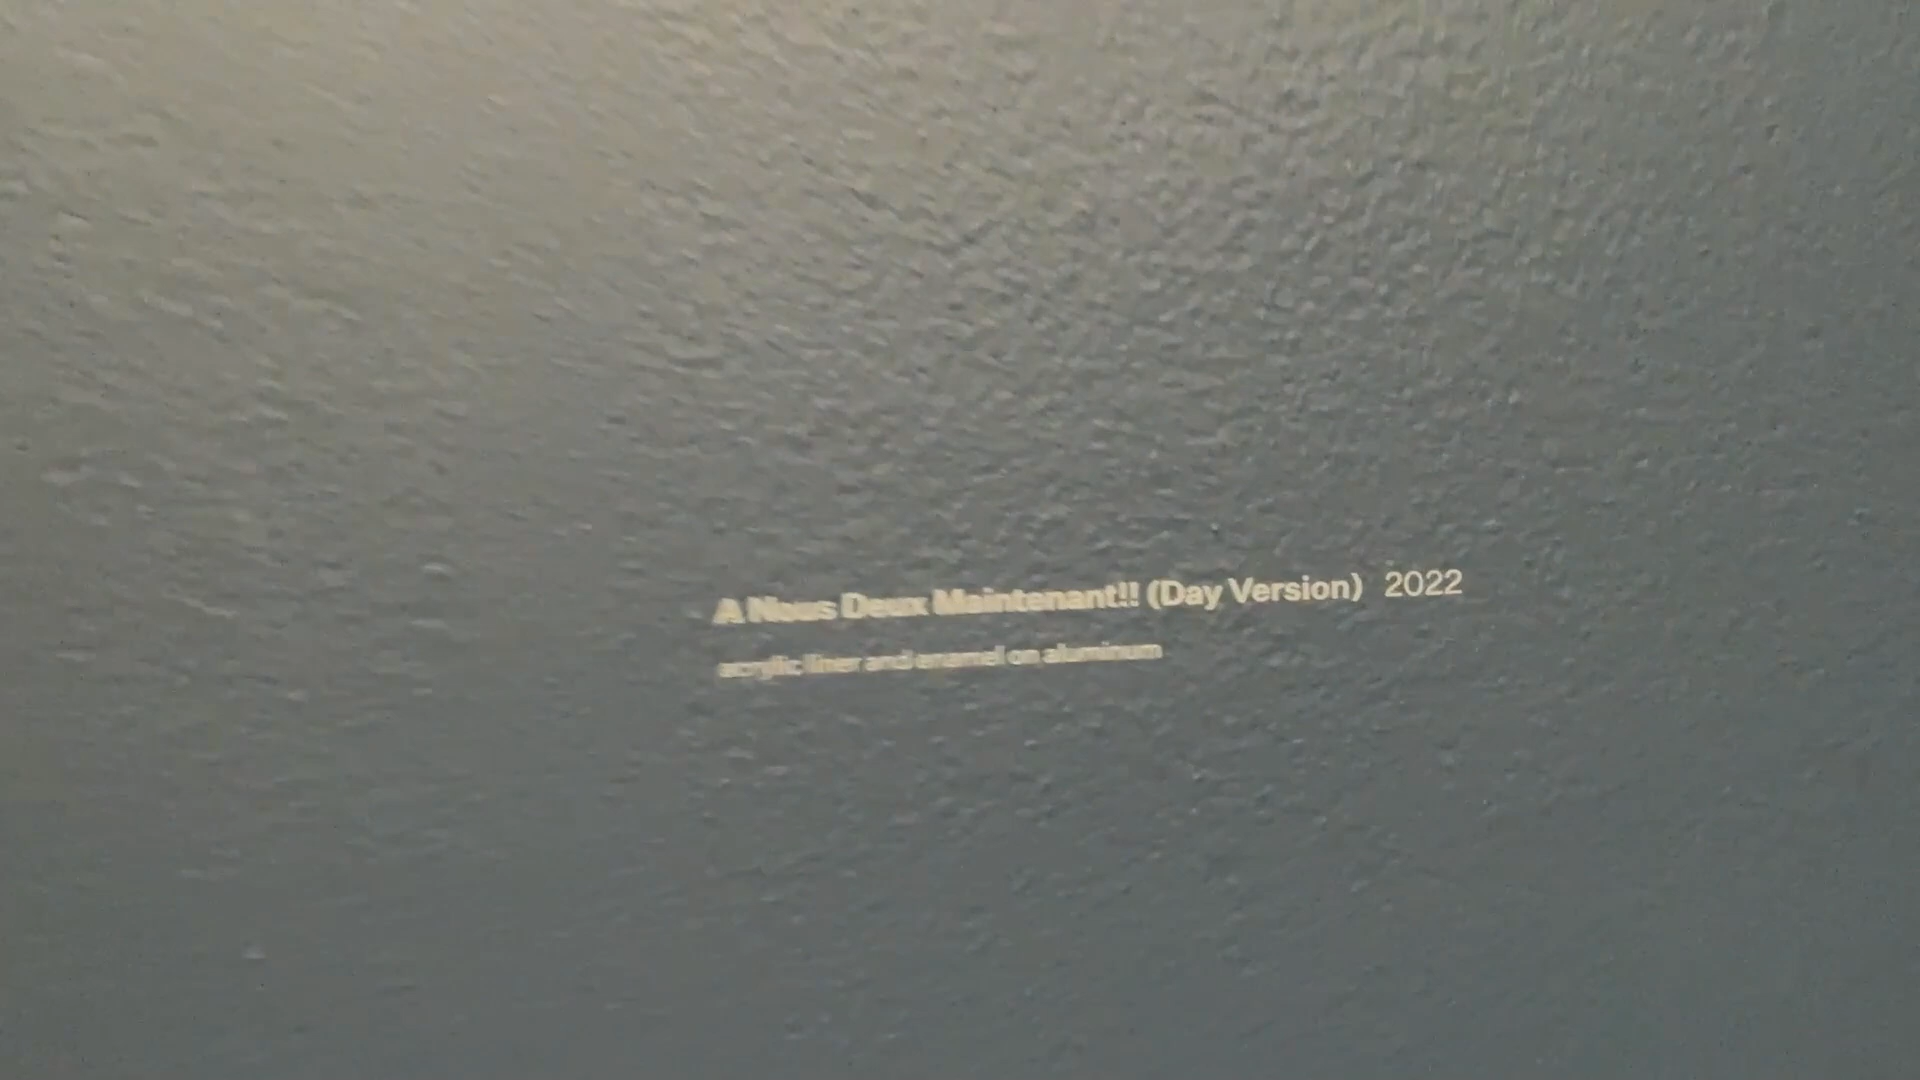 A Nous Deux Maintenant!! (Day Version) 2022
acrylic liner and enamel on aluminum